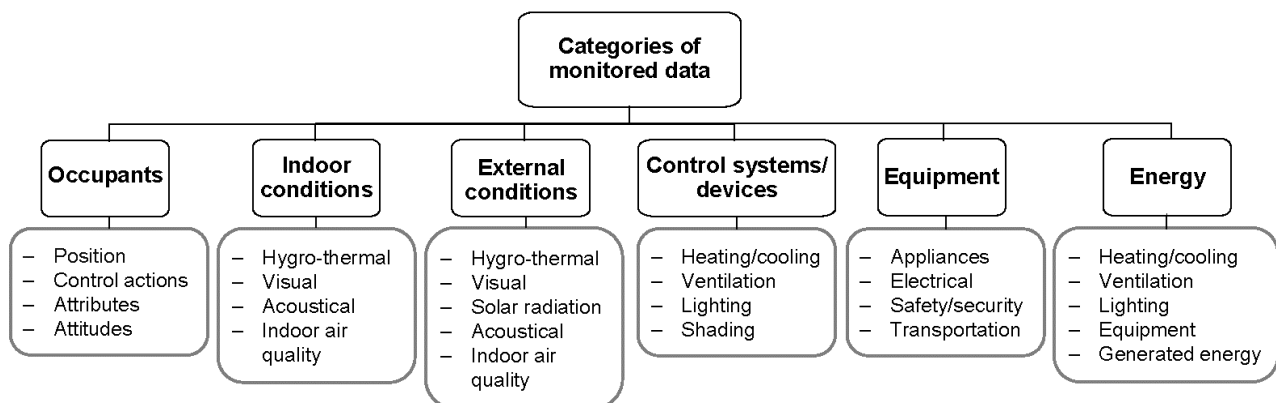 Categories of
monitored data
Occupants
Indoor
conditions
External
conditions
Control systems/
devices
Equipment
Energy
– Position
– Control actions
– Attributes
– Attitudes
– Hygro-thermal
– Visual
– Acoustical
– Indoor air
quality
– Hygro-thermal
– Visual
– Solar radiation
– Acoustical
– Indoor air
quality
– Heating/cooling
– Ventilation
– Lighting
– Shading
– Appliances
– Electrical
– Safety/security
– Transportation
– Heating/cooling
– Ventilation
– Lighting
– Equipment
– Generated energy